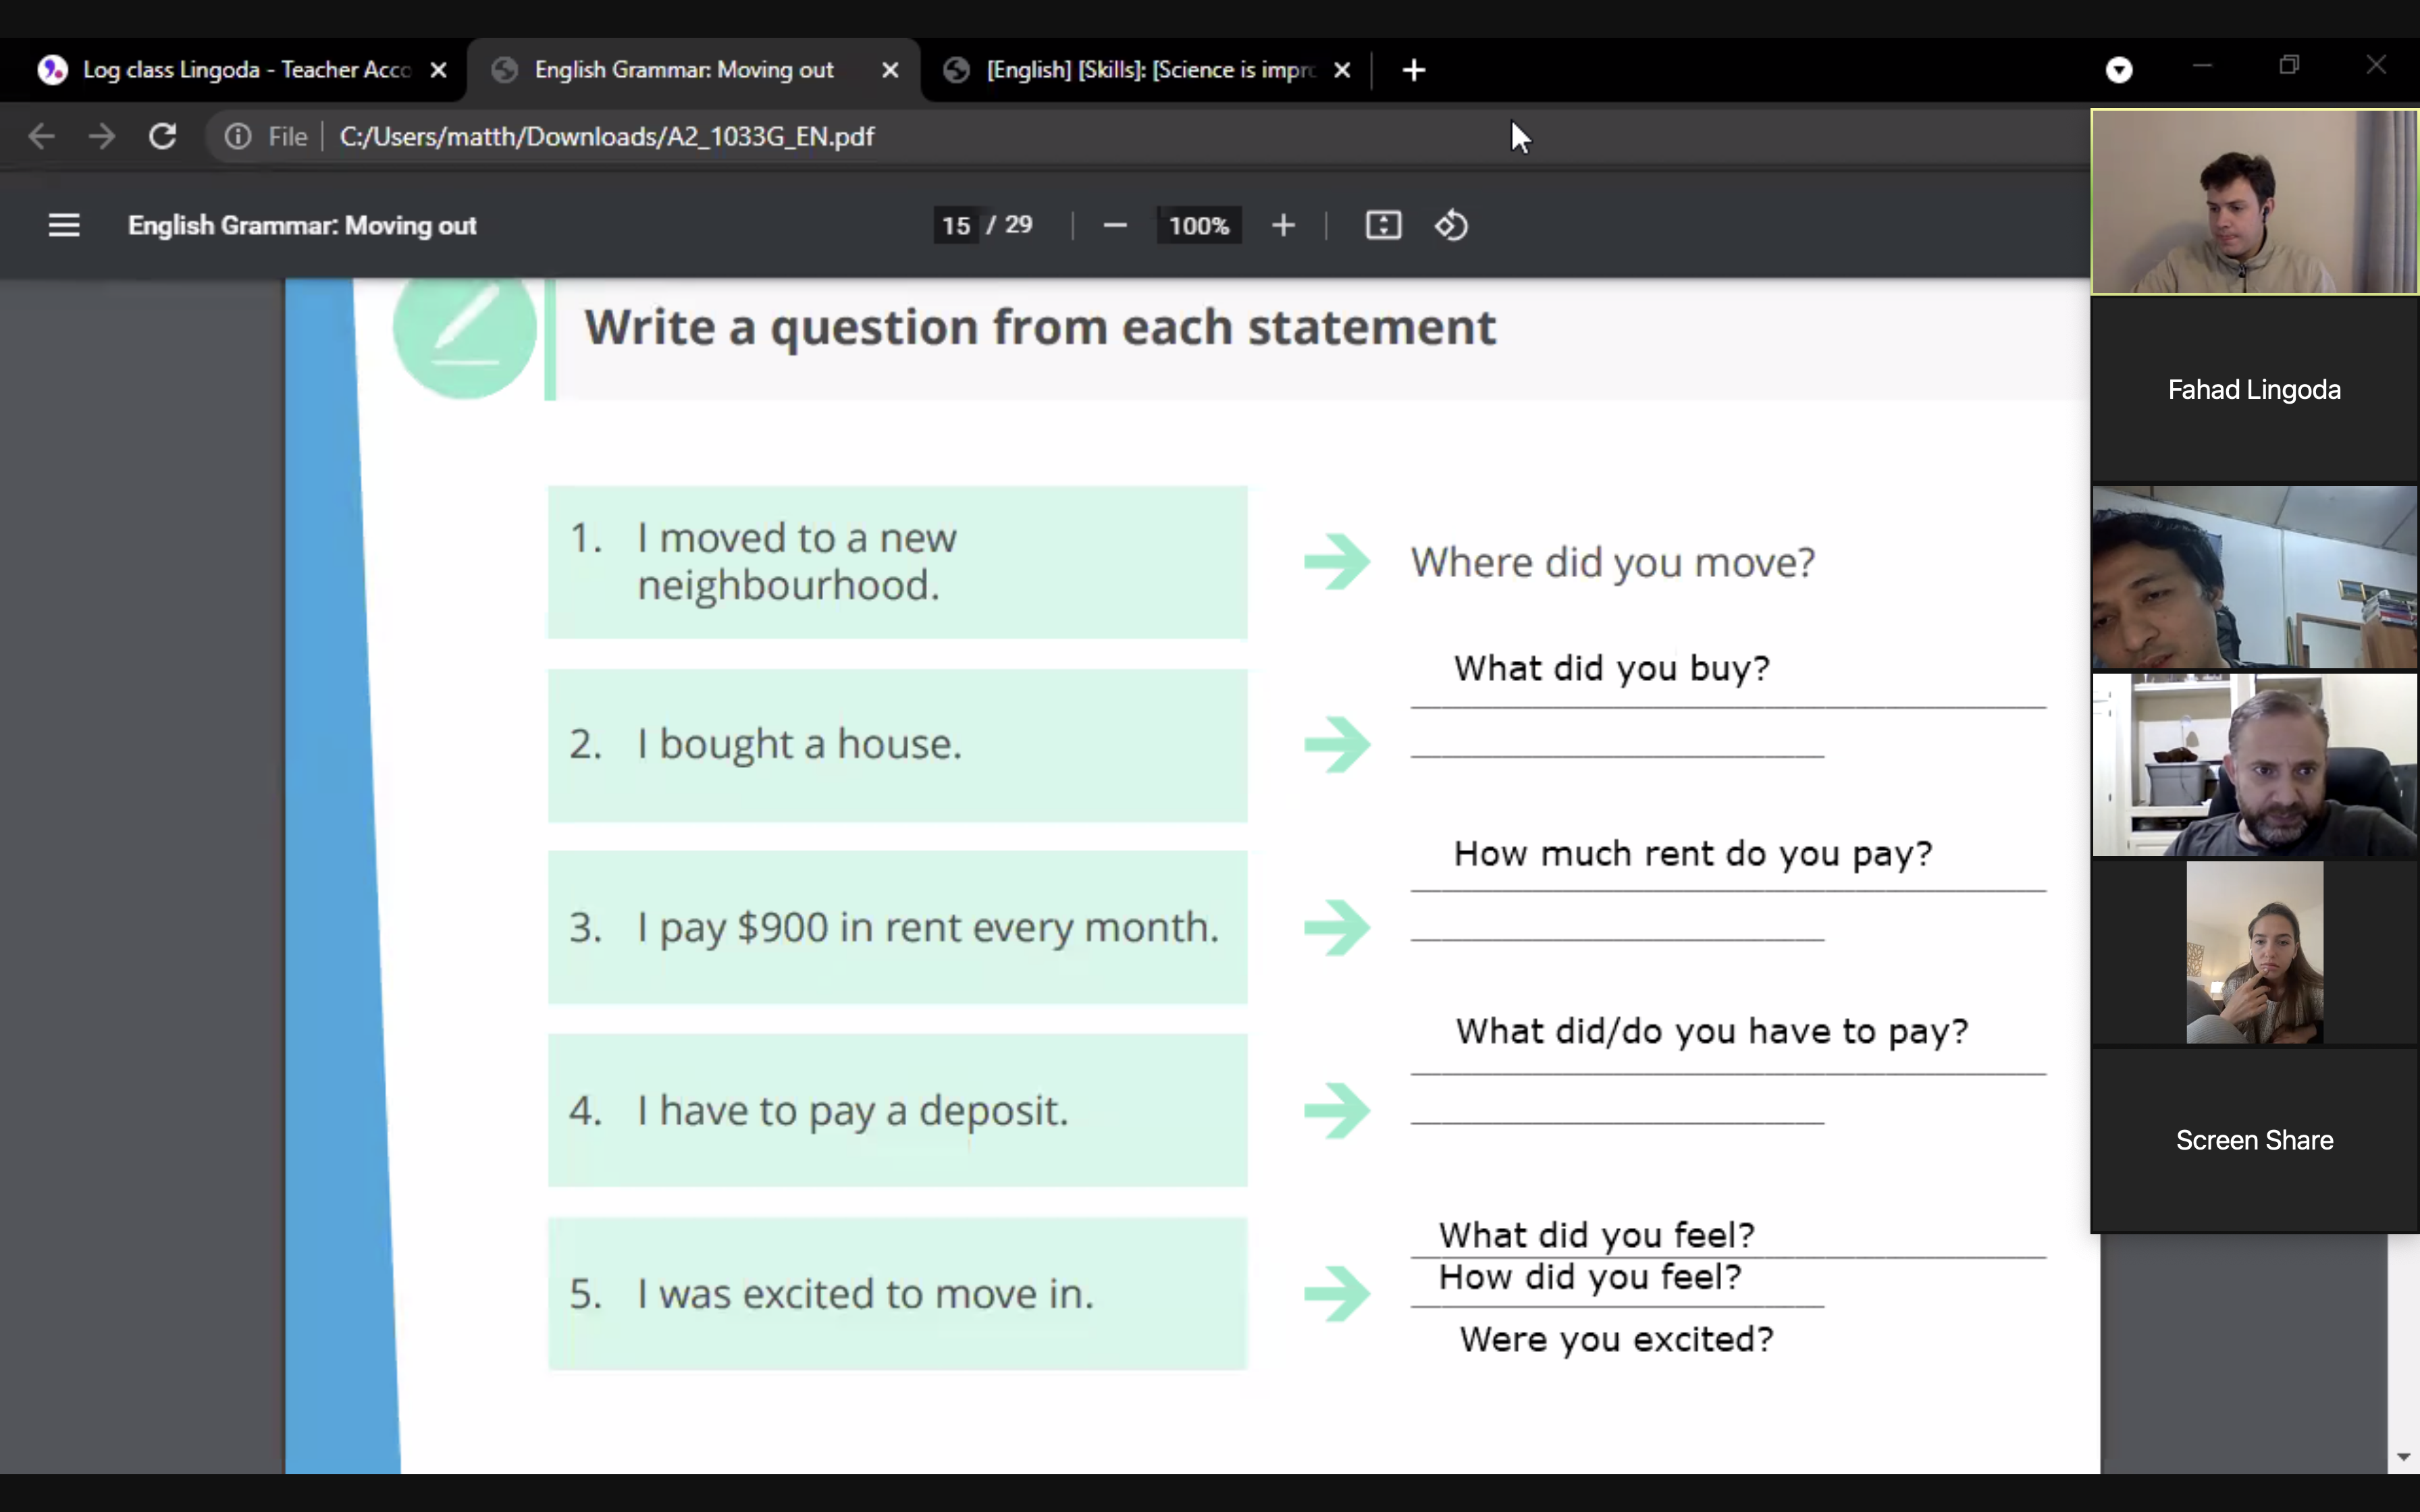 Log class Lingoda - Teacher Acco
English Grammar: Moving out
[English] [Skills]: [Science is impro
File
C:/Users/matth/Downloads/A2_1033G_EN.pdf
English Grammar: Moving out
15 / 29
100%
Write a question from each statement
1. I moved to a new
neighbourhood.
Where did you move?
What did you buy?
2. I bought a house.
How much rent do you pay?
3. I pay $900 in rent every month.
What did/do you have to pay?
4. I have to pay a deposit.
What did you feel?
How did you feel?
5. I was excited to move in.
Were you excited?
Fahad Lingoda
Screen Share